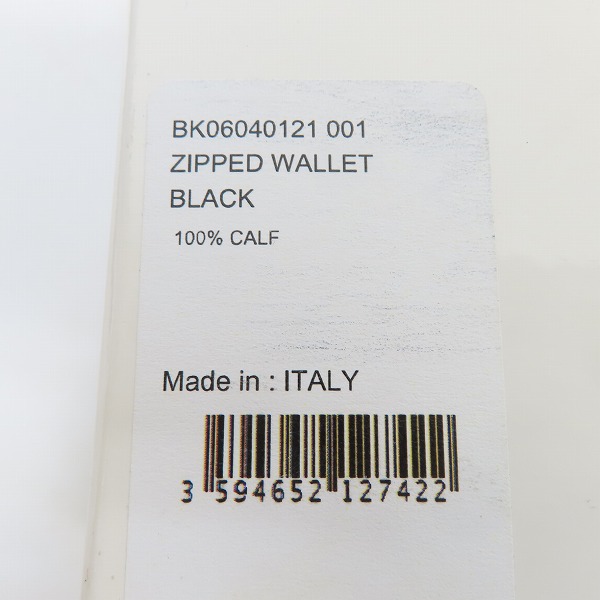 BK06040121 001
ZIPPED WALLET
BLACK
100% CALF
Made in : ITALY
3 594652 127422